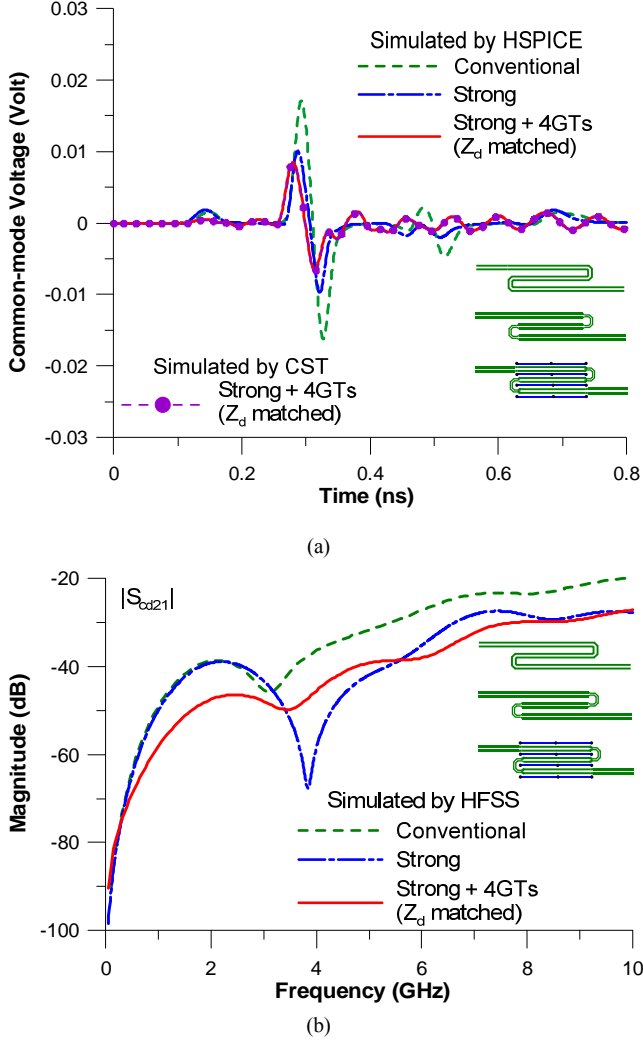 0.03
0.02
0.01
0
-0.01
-0.02
-0.03
Common-mode Voltage (Volt)
Simulated by HSPICE
Conventional
Strong
Strong + 4GTs
(Zd matched)
Simulated by CST
Strong + 4GTs
(Zd matched)
0 0.2 0.4 0.6 0.8
Time (ns)
(a)
-20
-40
-60
-80
-100
Magnitude (dB)
|Scd21|
Simulated by HFSS
Conventional
Strong
Strong + 4GTs
(Zd matched)
0 2 4 6 8 10
Frequency (GHz)
(b)